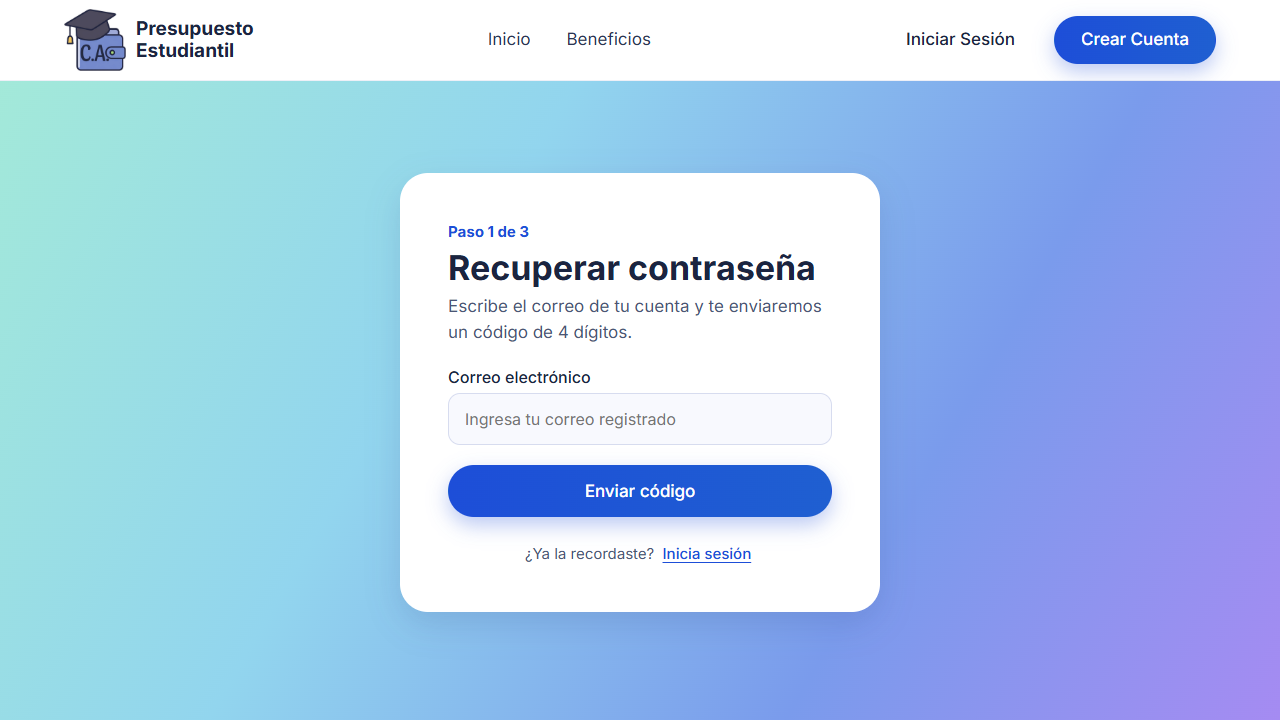 C.A.
Presupuesto
Estudiantil
Inicio
Beneficios
Iniciar Sesión
Crear Cuenta
Paso 1 de 3
Recuperar contraseña
Escribe el correo de tu cuenta y te enviaremos
un código de 4 dígitos.
Correo electrónico
Ingresa tu correo registrado
Enviar código
¿Ya la recordaste? Inicia sesión